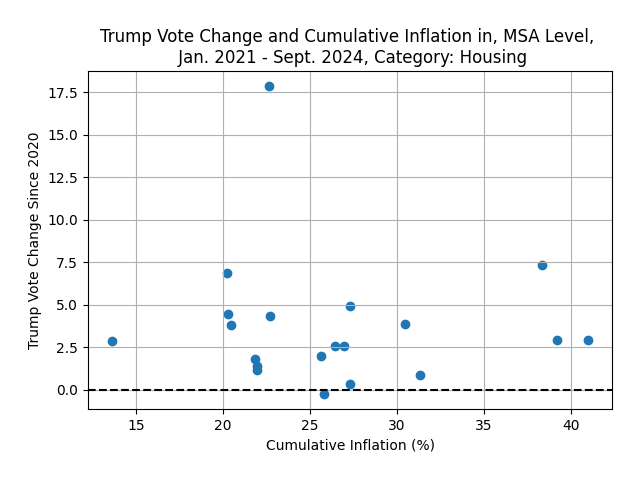 Trump Vote Change and Cumulative Inflation in, MSA Level,
Jan. 2021 - Sept. 2024, Category: Housing
Trump Vote Change Since 2020
17.5
15.0
12.5
10.0
7.5
5.0
2.5
0.0
15 20 25 30 35 40
Cumulative Inflation (%)